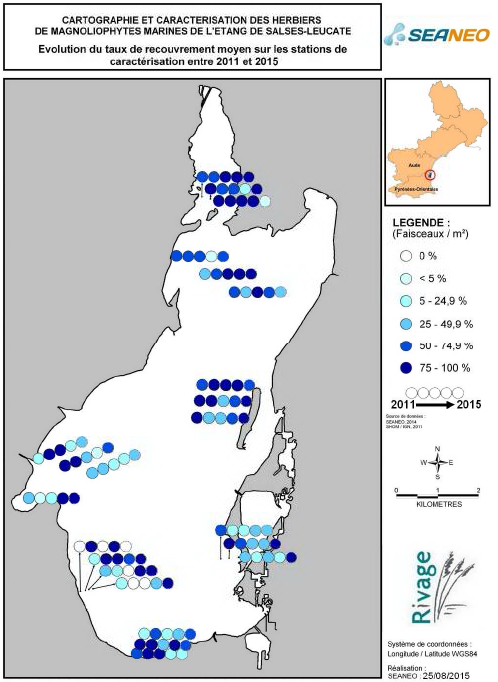 CARTOGRAPHIE ET CARACTERISATION DES HERBIERS
DE MAGNOLIOPHYTES MARINES DE L'ETANG DE SALSES-LEUCATE
Evolution du taux de recouvrement moyen sur les stations de
caractérisation entre 2011 et 2015
SEANEO
Aude
Pyrénées-Orientales
LEGENDE :
(Faisceaux / m²)
0 %
< 5 %
5 - 24,9 %
25 - 49,9 %
50 - 74,9 %
75 - 100 %
2011 2015
Source de données :
SEANEO, 2014
SHOM / IGN, 2011
N
W E
S
0 1 2
KILOMETRES
Rivage
Système de coordonnées :
Longitude / Latitude WGS84
Réalisation :
SEANEO : 25/08/2015